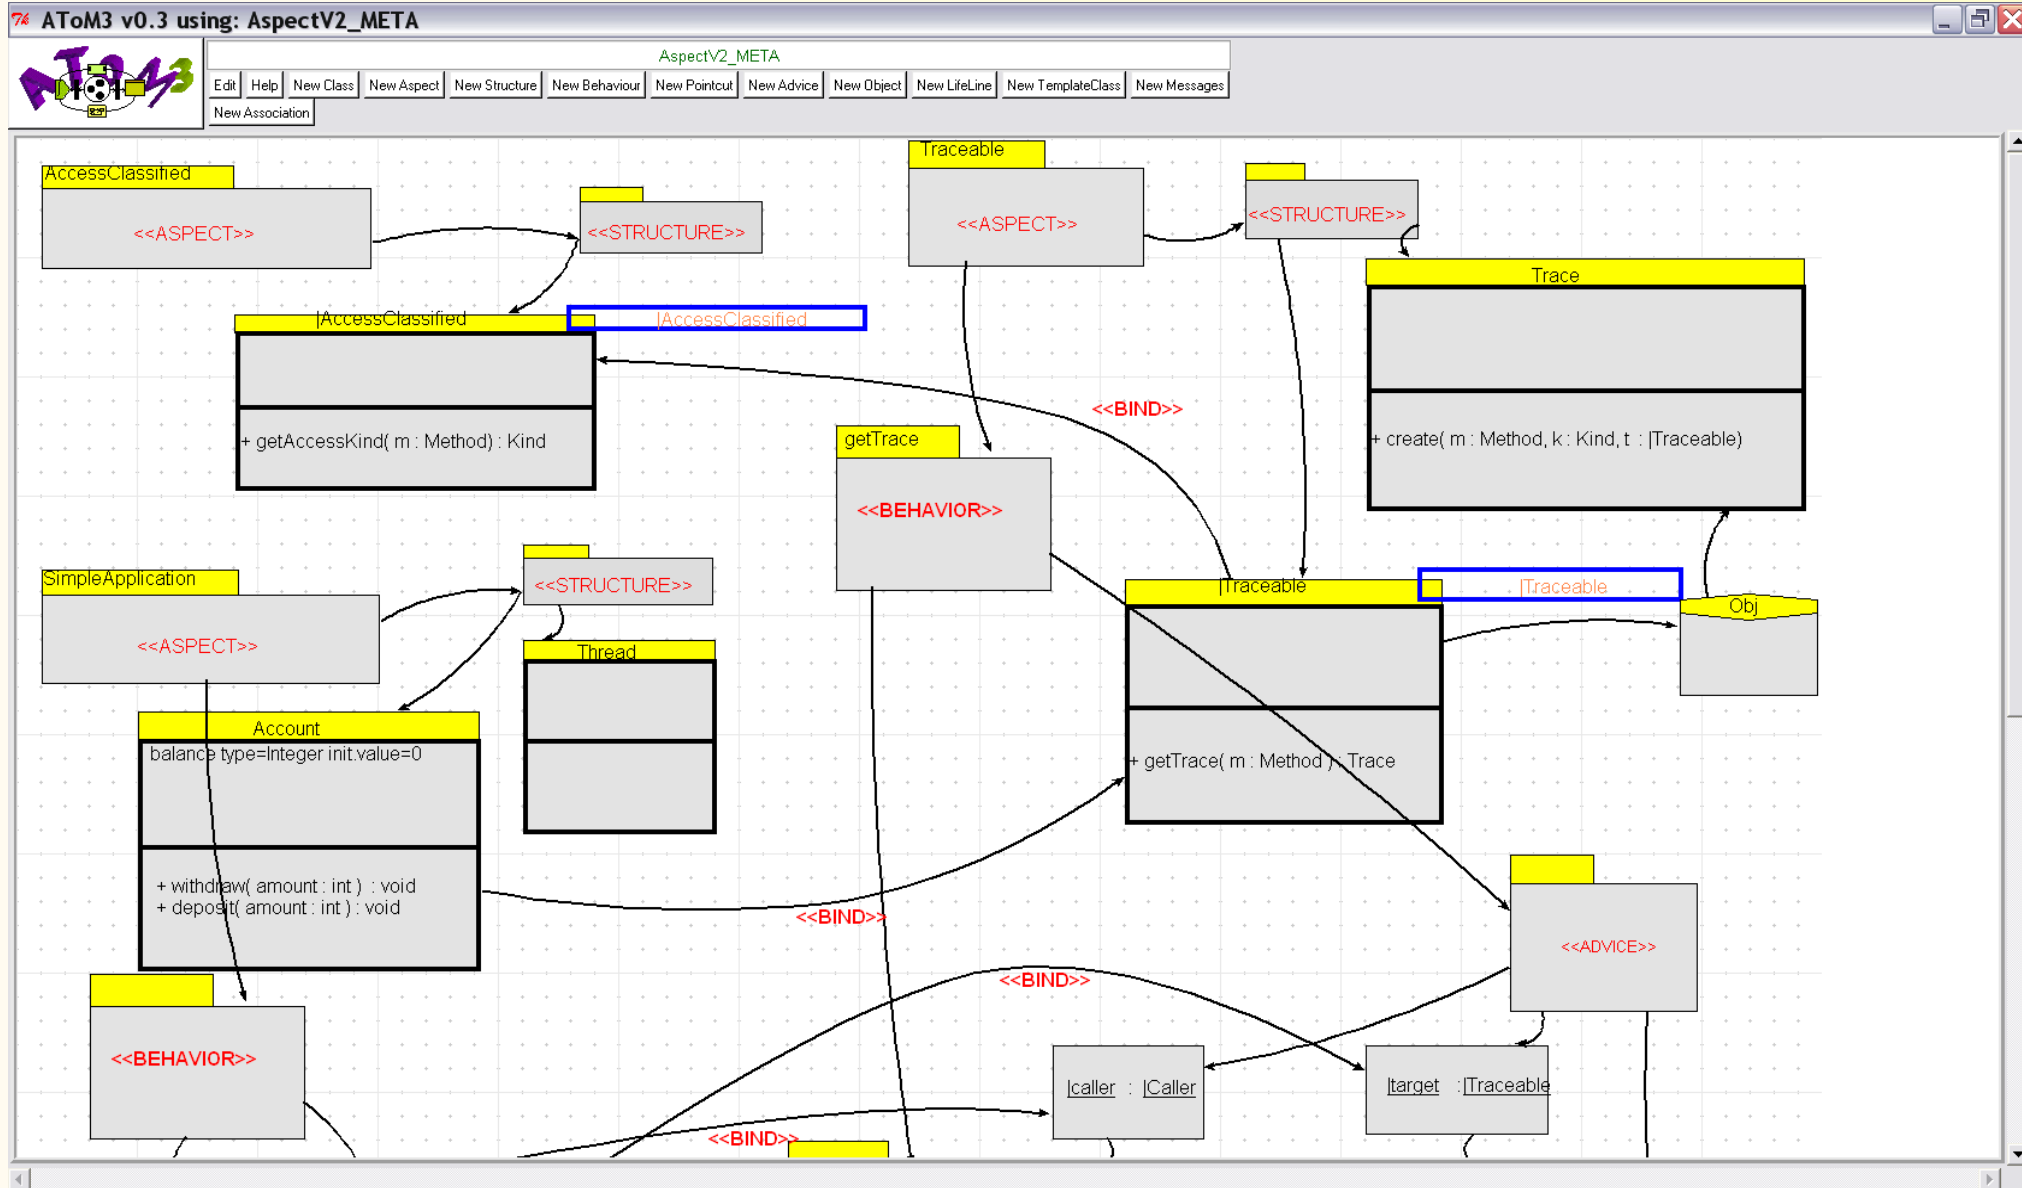 AToM3 v0.3 using: AspectV2_META
AToM3
AspectV2_META
Edit Help New Class New Aspect New Structure New Behaviour New Pointcut New Advice New Object New LifeLine New TemplateClass New Messages
New Association
AccessClassified
<<ASPECT>>
<<STRUCTURE>>
|AccessClassified
|AccessClassified
+ getAccessKind( m : Method) : Kind
Traceable
<<ASPECT>>
<<STRUCTURE>>
Trace
+ create( m : Method, k : Kind, t : |Traceable)
<<BIND>>
getTrace
<<BEHAVIOR>>
SimpleApplication
<<ASPECT>>
<<STRUCTURE>>
Thread
|Traceable
|Traceable
Obj
+ getTrace( m : Method ) : Trace
Account
balance type=Integer init.value=0
+ withdraw( amount : int ) : void
+ deposit( amount : int ) : void
<<BIND>>
<<ADVICE>>
<<BIND>>
<<BEHAVIOR>>
|caller : |Caller
|target :|Traceable
<<BIND>>